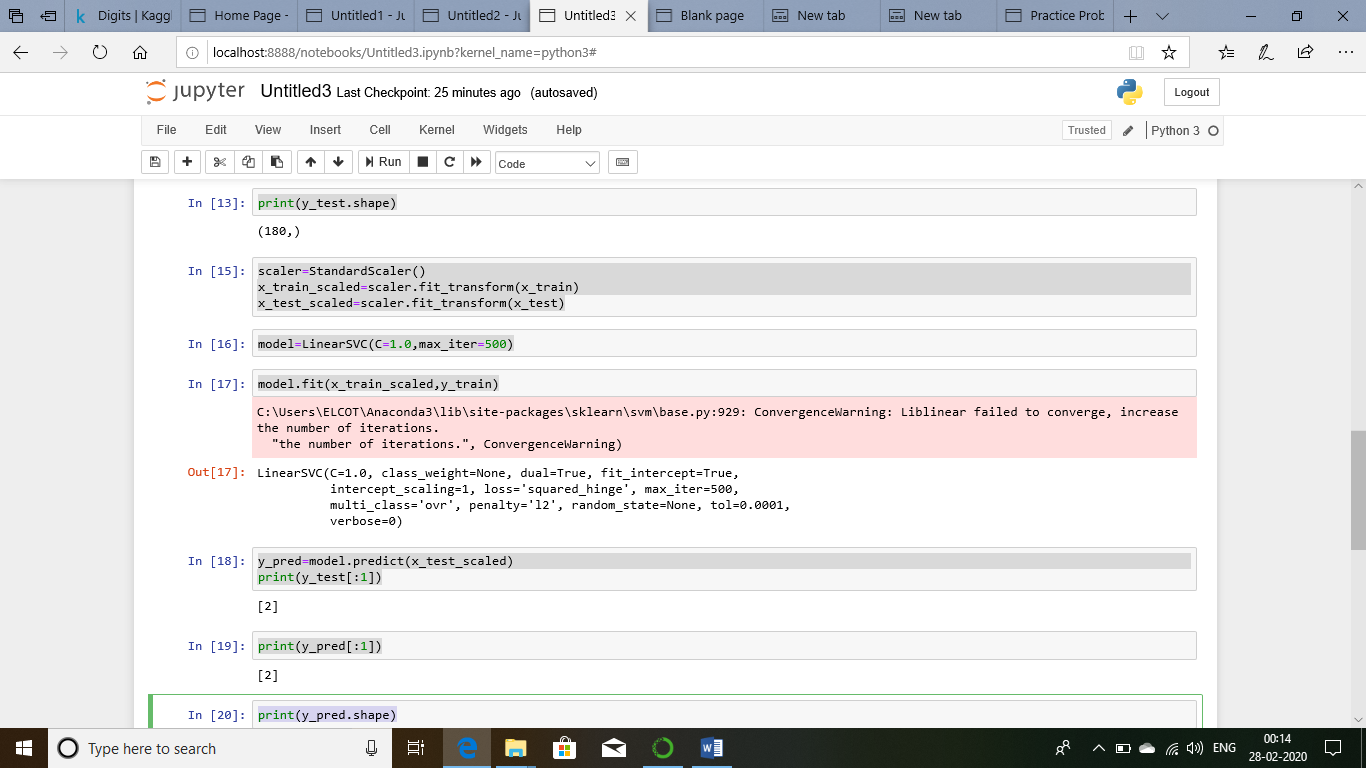 Digits | Kaggl
Home Page -
Untitled1 - Ju
Untitled2 - Ju
Untitled3
Blank page
New tab
New tab
Practice Prob
localhost:8888/notebooks/Untitled3.ipynb?kernel_name=python3#
jupyter Untitled3 Last Checkpoint: 25 minutes ago (autosaved)
Logout
File Edit View Insert Cell Kernel Widgets Help
Trusted
Python 3
Run
Code
In [13]: print(y_test.shape)
(180,)
In [15]: scaler=StandardScaler()
x_train_scaled=scaler.fit_transform(x_train)
x_test_scaled=scaler.fit_transform(x_test)
In [16]: model=LinearSVC(C=1.0,max_iter=500)
In [17]: model.fit(x_train_scaled,y_train)
C:\Users\ELCOT\Anaconda3\lib\site-packages\sklearn\svm\base.py:929: ConvergenceWarning: Liblinear failed to converge, increase
the number of iterations.
"the number of iterations.", ConvergenceWarning)
Out[17]: LinearSVC(C=1.0, class_weight=None, dual=True, fit_intercept=True,
intercept_scaling=1, loss='squared_hinge', max_iter=500,
multi_class='ovr', penalty='l2', random_state=None, tol=0.0001,
verbose=0)
In [18]: y_pred=model.predict(x_test_scaled)
print(y_test[:1])
[2]
In [19]: print(y_pred[:1])
[2]
In [20]: print(y_pred.shape)
Type here to search
ENG
00:14
28-02-2020